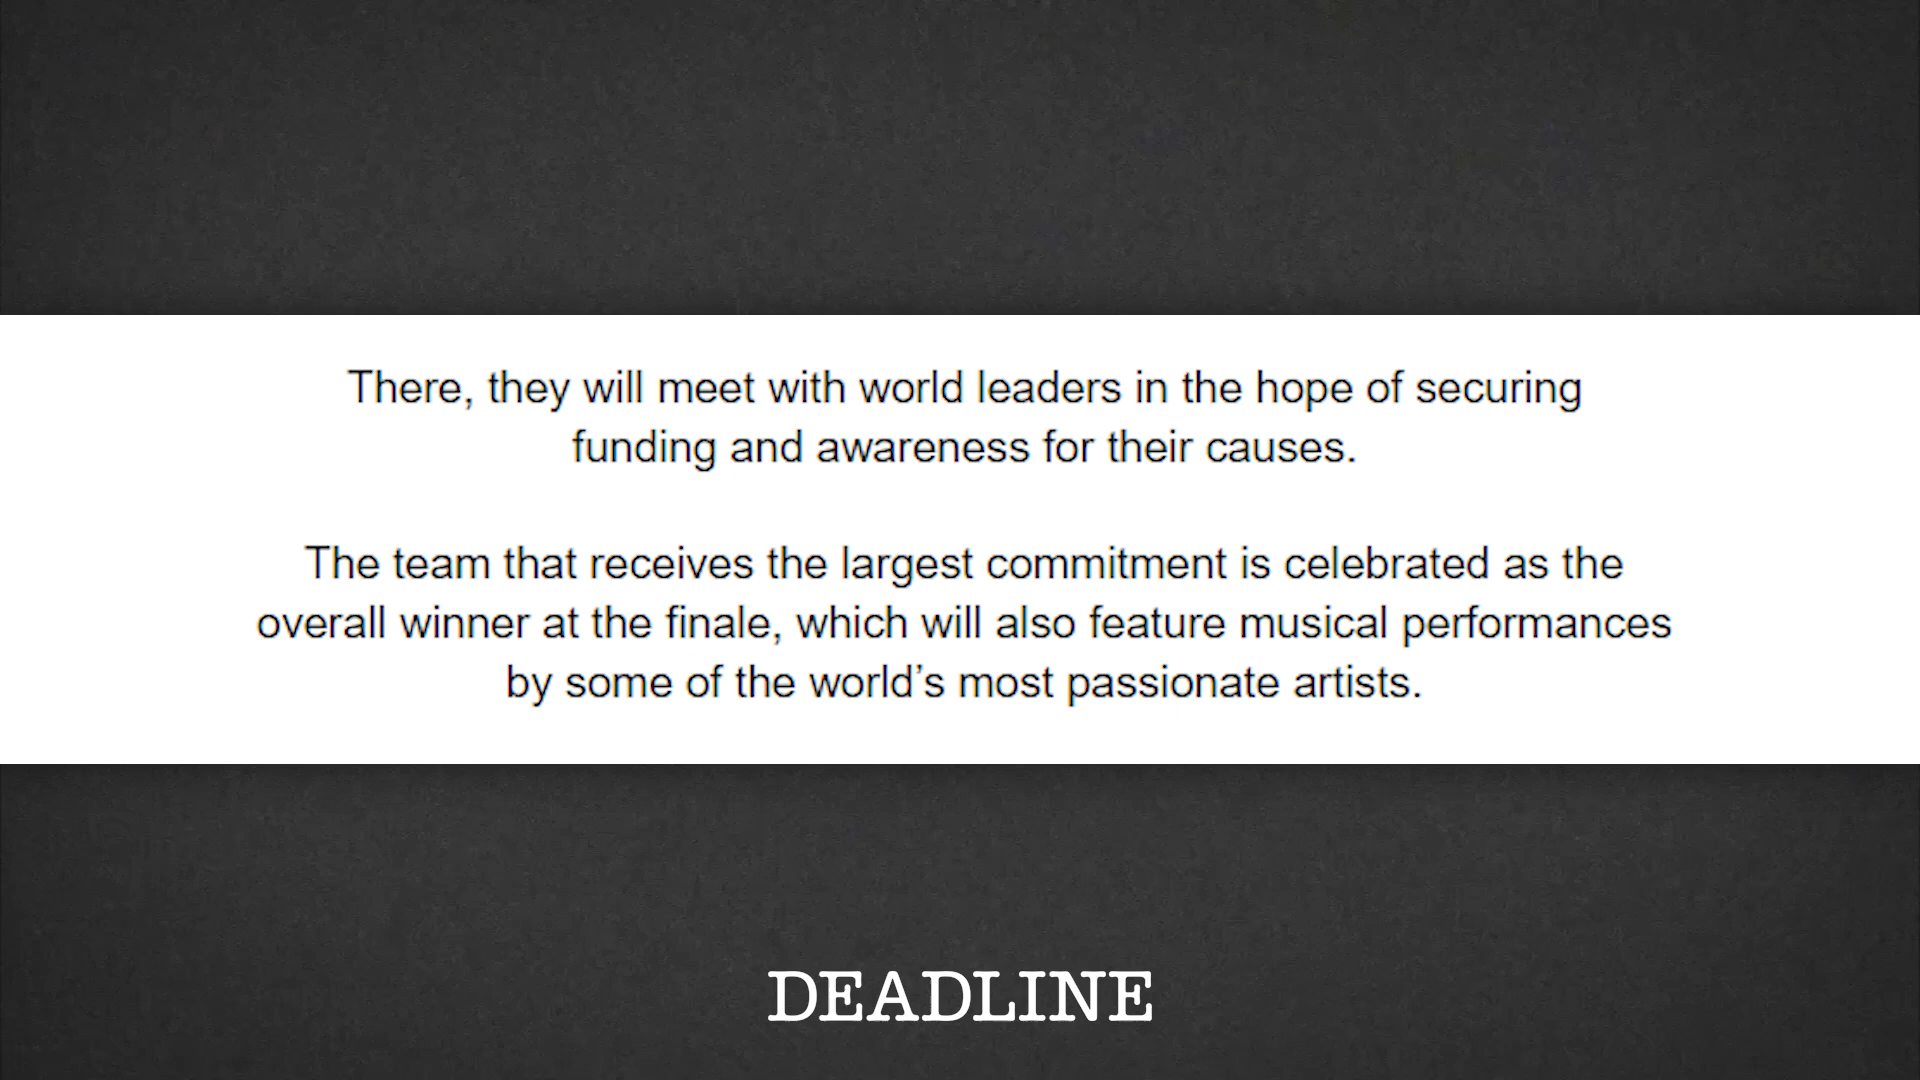 There, they will meet with world leaders in the hope of securing
funding and awareness for their causes.
The team that receives the largest commitment is celebrated as the
overall winner at the finale, which will also feature musical performances
by some of the world’s most passionate artists.
DEADLINE